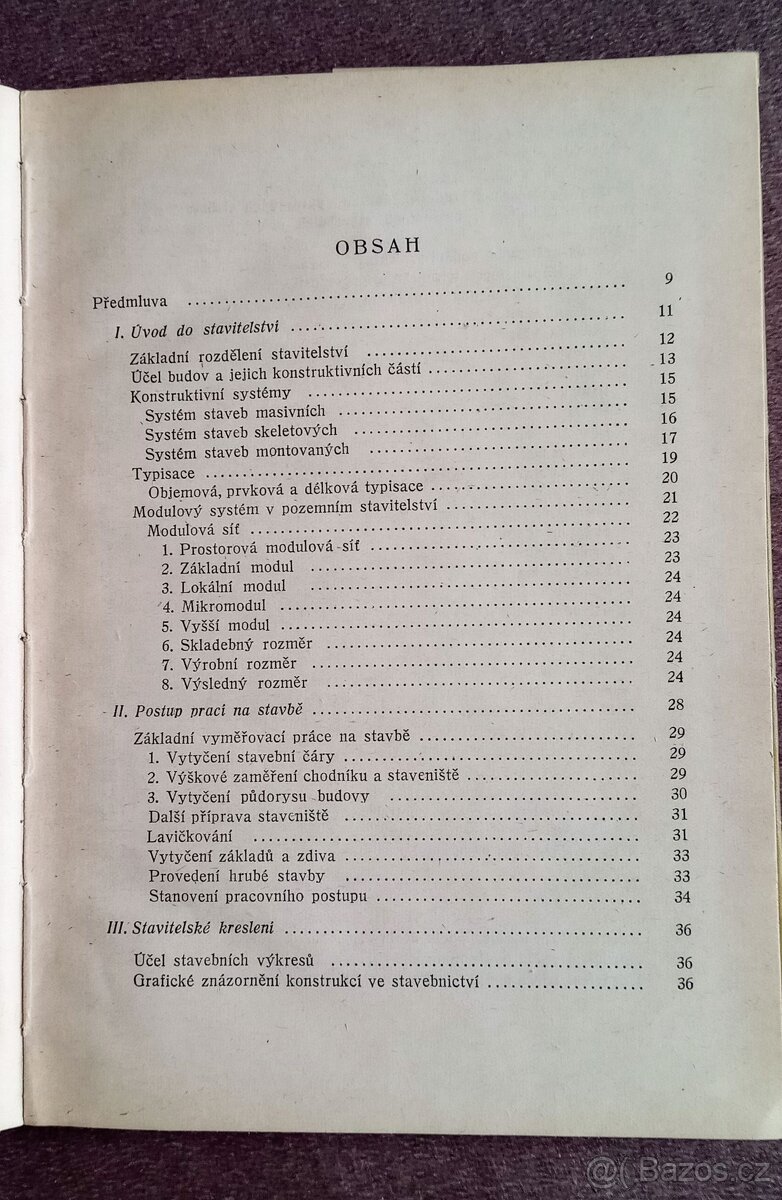 OBSAH
Předmluva ........ 9
I. Úvod do stavitelství ........ 11
Základní rozdělení stavitelství ........ 12
Účel budov a jejich konstruktivních částí ........ 13
Konstruktivní systémy ........ 15
Systém staveb masivních ........ 15
Systém staveb skeletových ........ 16
Systém staveb montovaných ........ 17
Typisace ........ 19
Objemová, prvková a délková typisace ........ 20
Modulový systém v pozemním stavitelství ........ 21
Modulová síť ........ 22
1. Prostorová modulová síť ........ 23
2. Základní modul ........ 23
3. Lokální modul ........ 24
4. Mikromodul ........ 24
5. Vyšší modul ........ 24
6. Skladebný rozměr ........ 24
7. Výrobní rozměr ........ 24
8. Výsledný rozměr ........ 24
II. Postup prací na stavbě ........ 28
Základní vyměřovací práce na stavbě ........ 29
1. Vytyčení stavební čáry ........ 29
2. Výškové zaměření chodníku a staveniště ........ 29
3. Vytyčení půdorysu budovy ........ 30
Další příprava staveniště ........ 31
Lavičkování ........ 31
Vytyčení základů a zdiva ........ 33
Provedení hrubé stavby ........ 33
Stanovení pracovního postupu ........ 34
III. Stavitelské kreslení ........ 36
Účel stavebních výkresů ........ 36
Grafické znázornění konstrukcí ve stavebnictví ........ 36
@( Bazos.cz